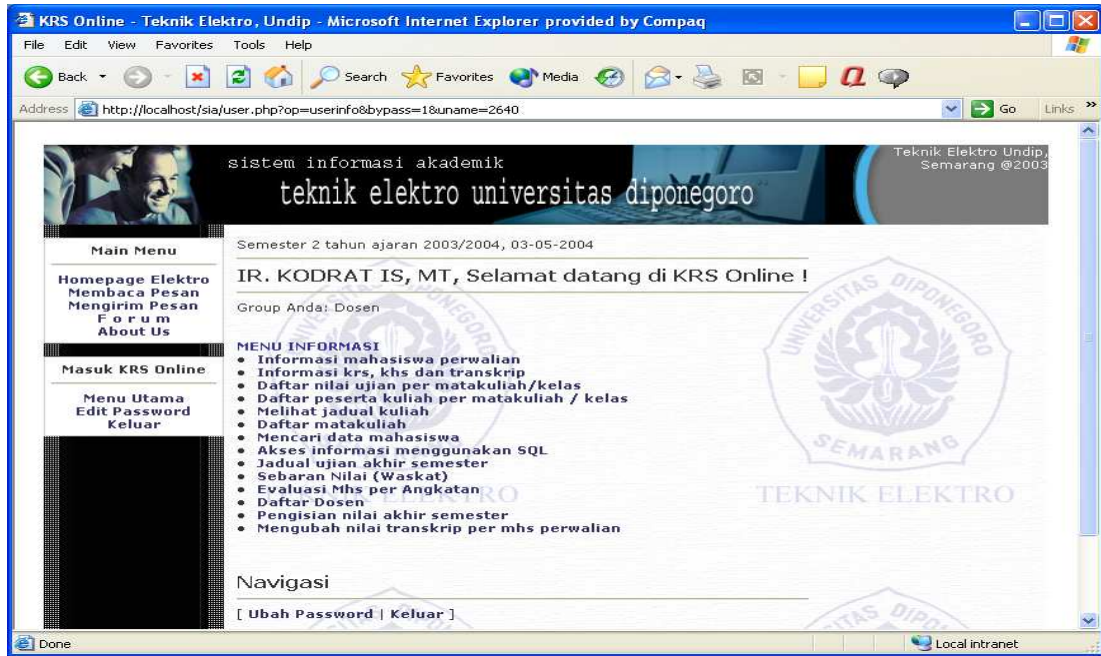 KRS Online - Teknik Elektro, Undip - Microsoft Internet Explorer provided by Compaq
File Edit View Favorites Tools Help
Back Search Favorites Media
Address http://localhost/sia/user.php?op=userinfo&bypass=1&uname=2640 Go Links »
sistem informasi akademik
teknik elektro universitas diponegoro
Teknik Elektro Undip,
Semarang @2003
Main Menu
Homepage Elektro
Membaca Pesan
Mengirim Pesan
F o r u m
About Us
Masuk KRS Online
Menu Utama
Edit Password
Keluar
Semester 2 tahun ajaran 2003/2004, 03-05-2004
IR. KODRAT IS, MT, Selamat datang di KRS Online !
Group Anda: Dosen
MENU INFORMASI
• Informasi mahasiswa perwalian
• Informasi krs, khs dan transkrip
• Daftar nilai ujian per matakuliah/kelas
• Daftar peserta kuliah per matakuliah / kelas
• Melihat jadual kuliah
• Daftar matakuliah
• Mencari data mahasiswa
• Akses informasi menggunakan SQL
• Jadual ujian akhir semester
• Sebaran Nilai (Waskat)
• Evaluasi Mhs per Angkatan
• Daftar Dosen
• Pengisian nilai akhir semester
• Mengubah nilai transkrip per mhs perwalian
UNIVERSITAS DIPONEGORO
SEMARANG
TEKNIK ELEKTRO
Navigasi
[ Ubah Password | Keluar ]
Done
Local intranet